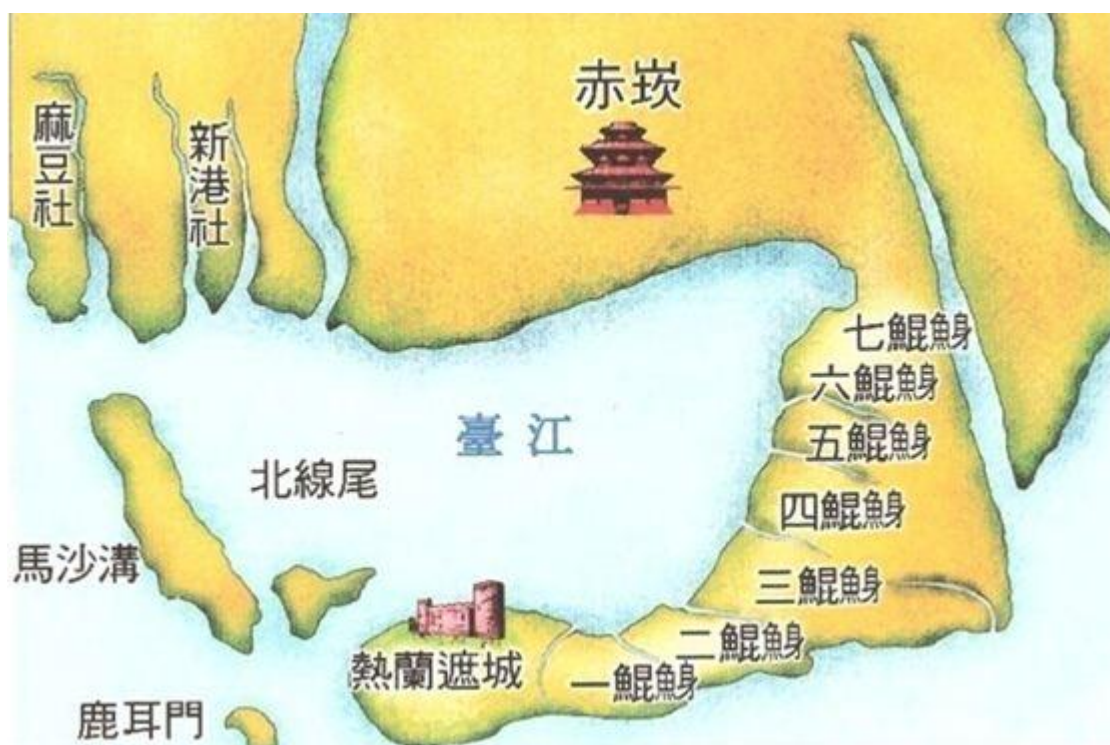 赤崁
麻豆社
新港社
七鯤鯓
六鯤鯓
五鯤鯓
臺江
北線尾
四鯤鯓
馬沙溝
三鯤鯓
二鯤鯓
熱蘭遮城
一鯤鯓
鹿耳門